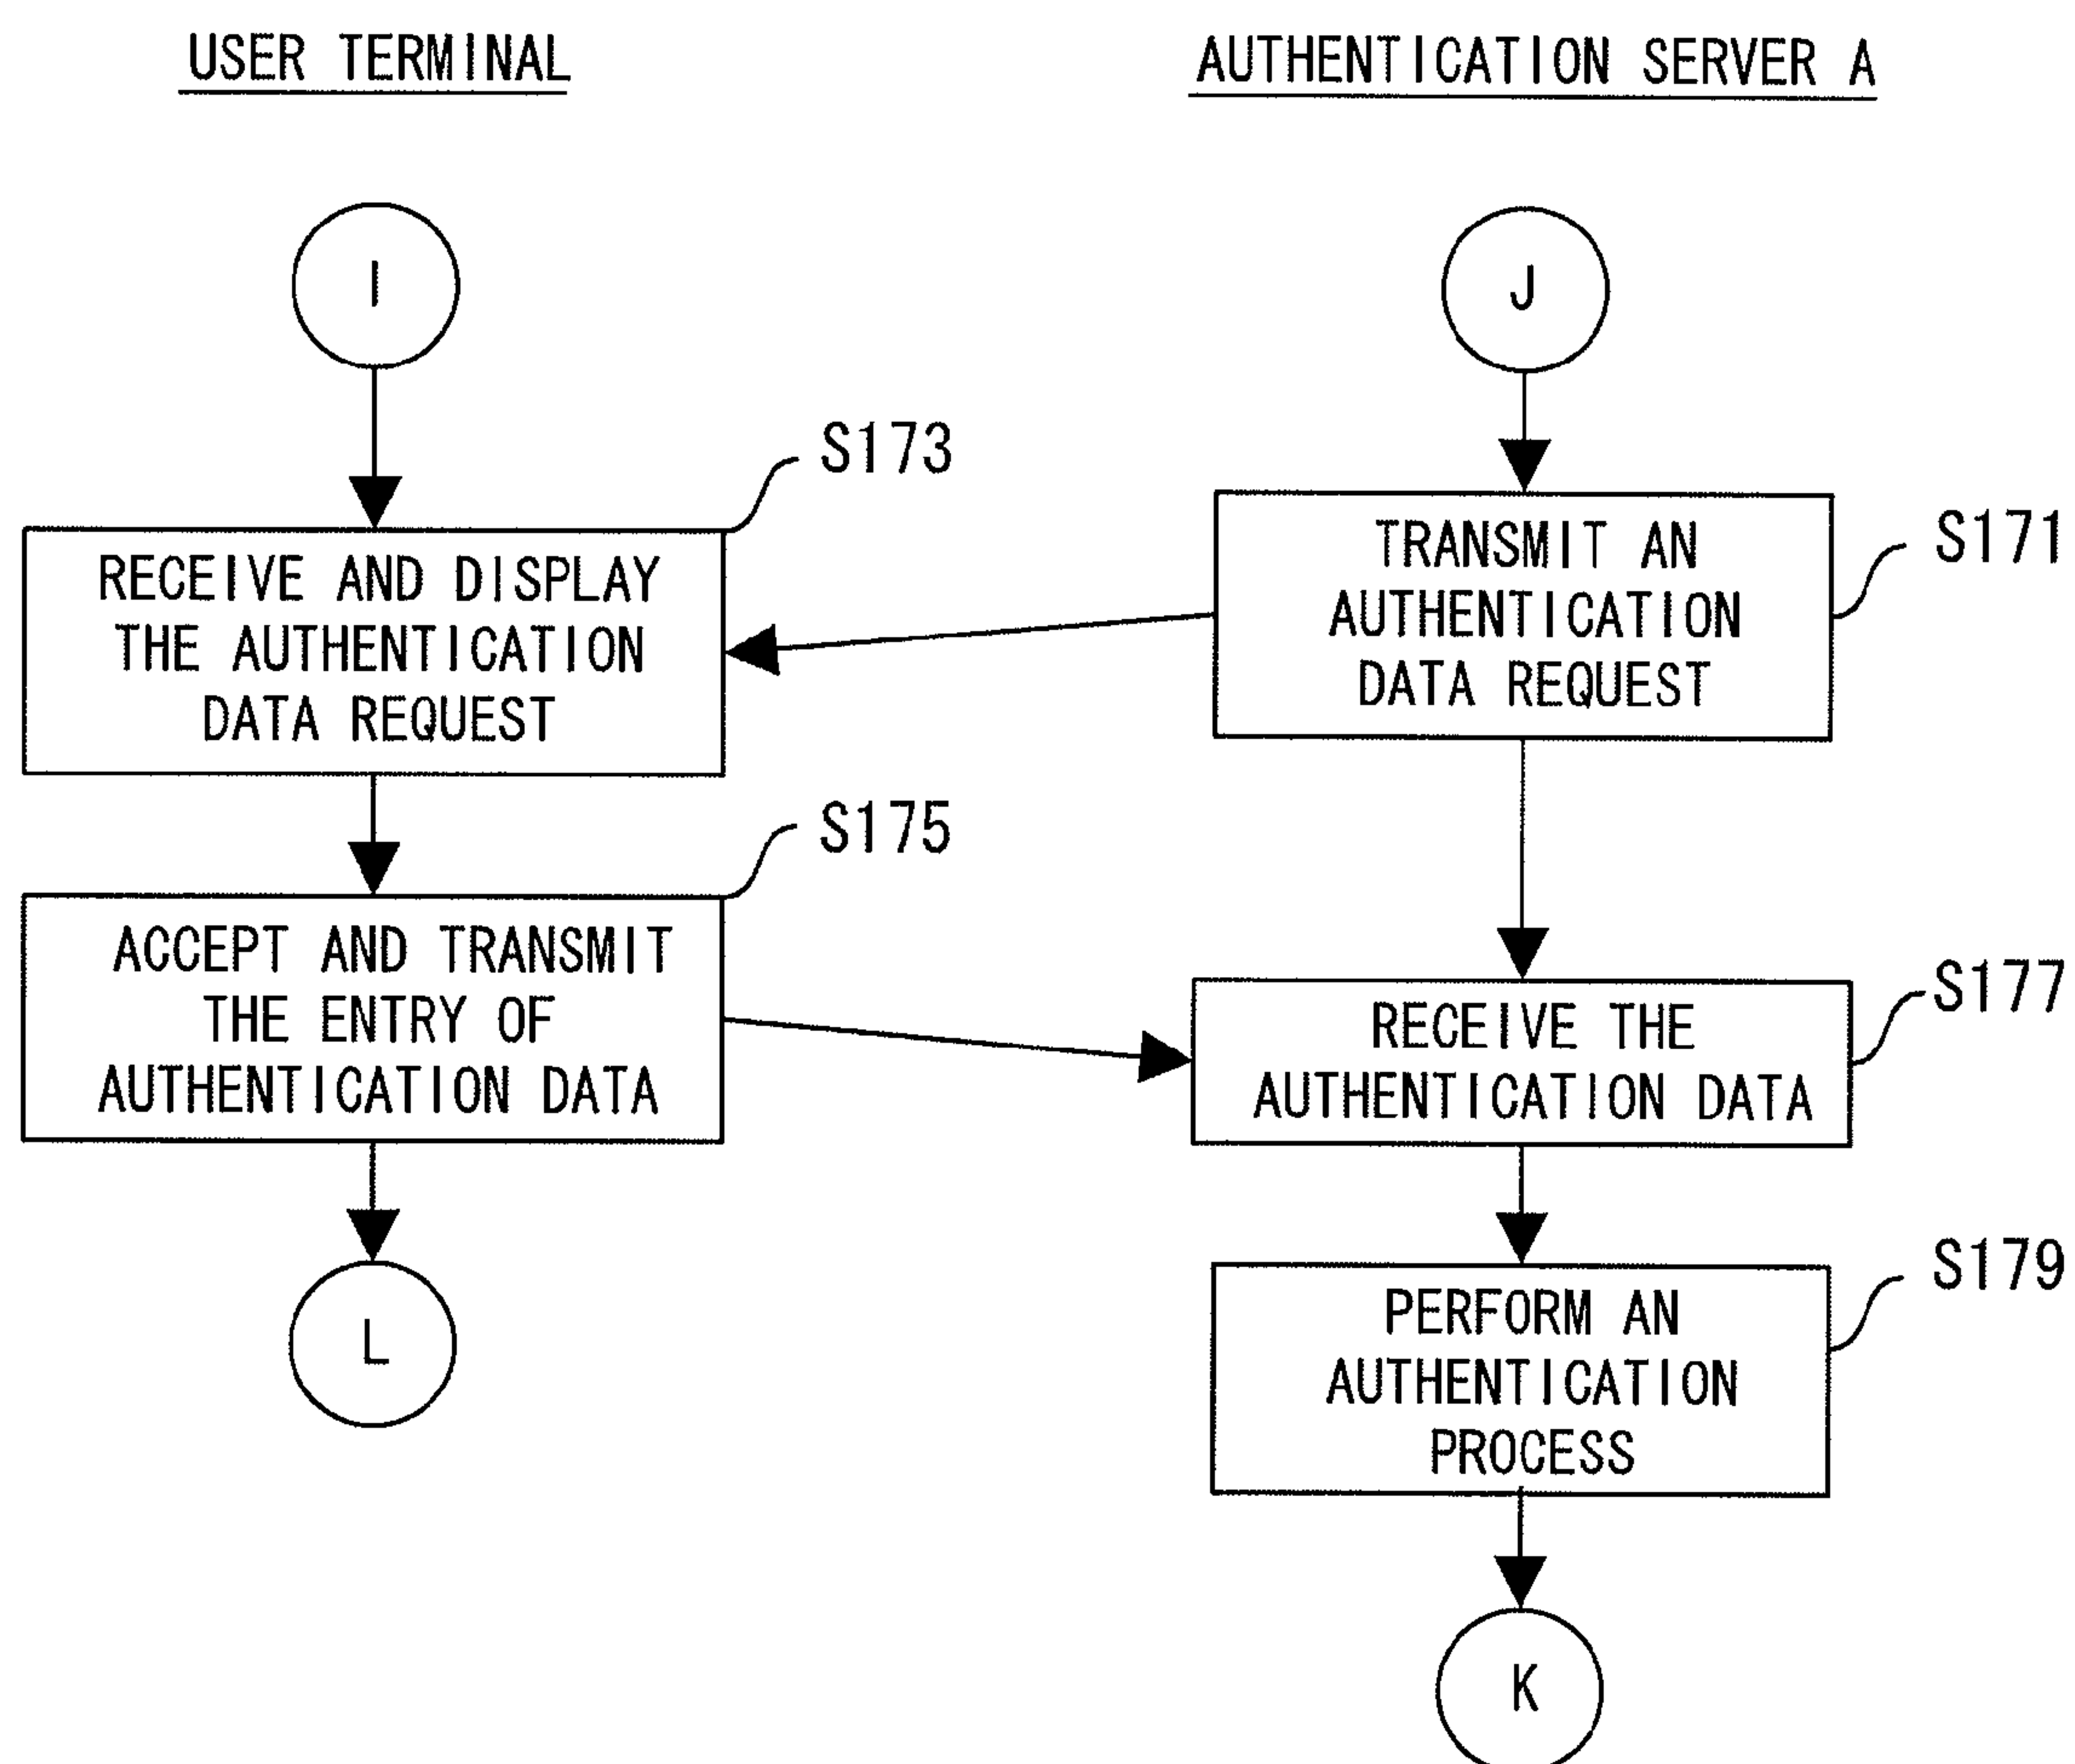 USER TERMINAL
AUTHENTICATION SERVER A
I
J
S173
S171
RECEIVE AND DISPLAY
THE AUTHENTICATION
DATA REQUEST
TRANSMIT AN
AUTHENTICATION
DATA REQUEST
S175
ACCEPT AND TRANSMIT
THE ENTRY OF
AUTHENTICATION DATA
S177
RECEIVE THE
AUTHENTICATION DATA
L
S179
PERFORM AN
AUTHENTICATION
PROCESS
K